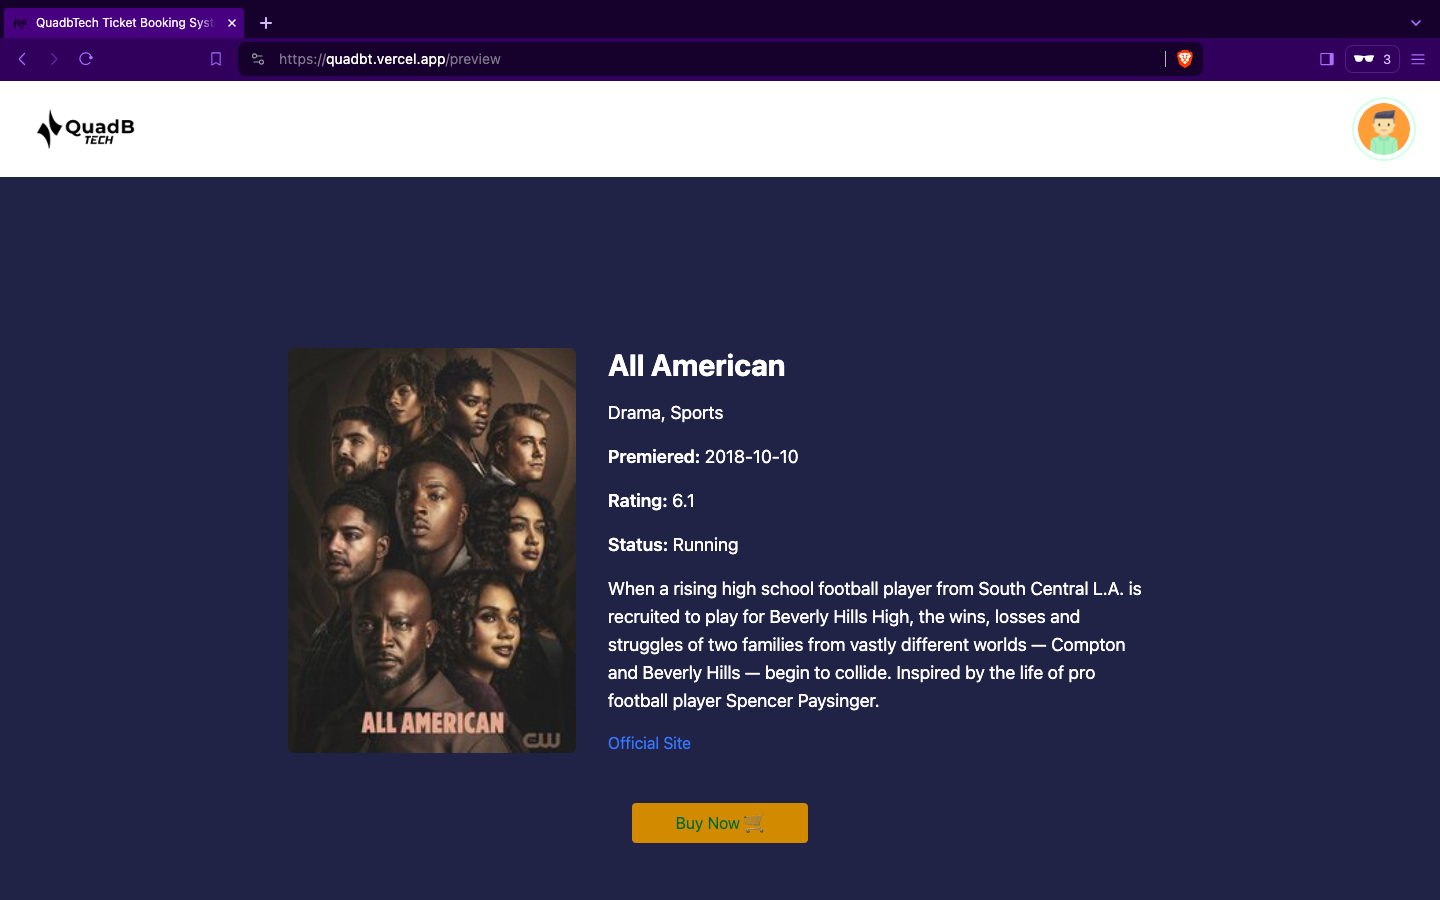 QuadbTech Ticket Booking Syst
https://quadbt.vercel.app/preview
3
QuadB
TECH
All American
Drama, Sports
Premiered: 2018-10-10
Rating: 6.1
Status: Running
When a rising high school football player from South Central L.A. is
recruited to play for Beverly Hills High, the wins, losses and
struggles of two families from vastly different worlds — Compton
and Beverly Hills — begin to collide. Inspired by the life of pro
football player Spencer Paysinger.
Official Site
ALL AMERICAN
CW
Buy Now🛒